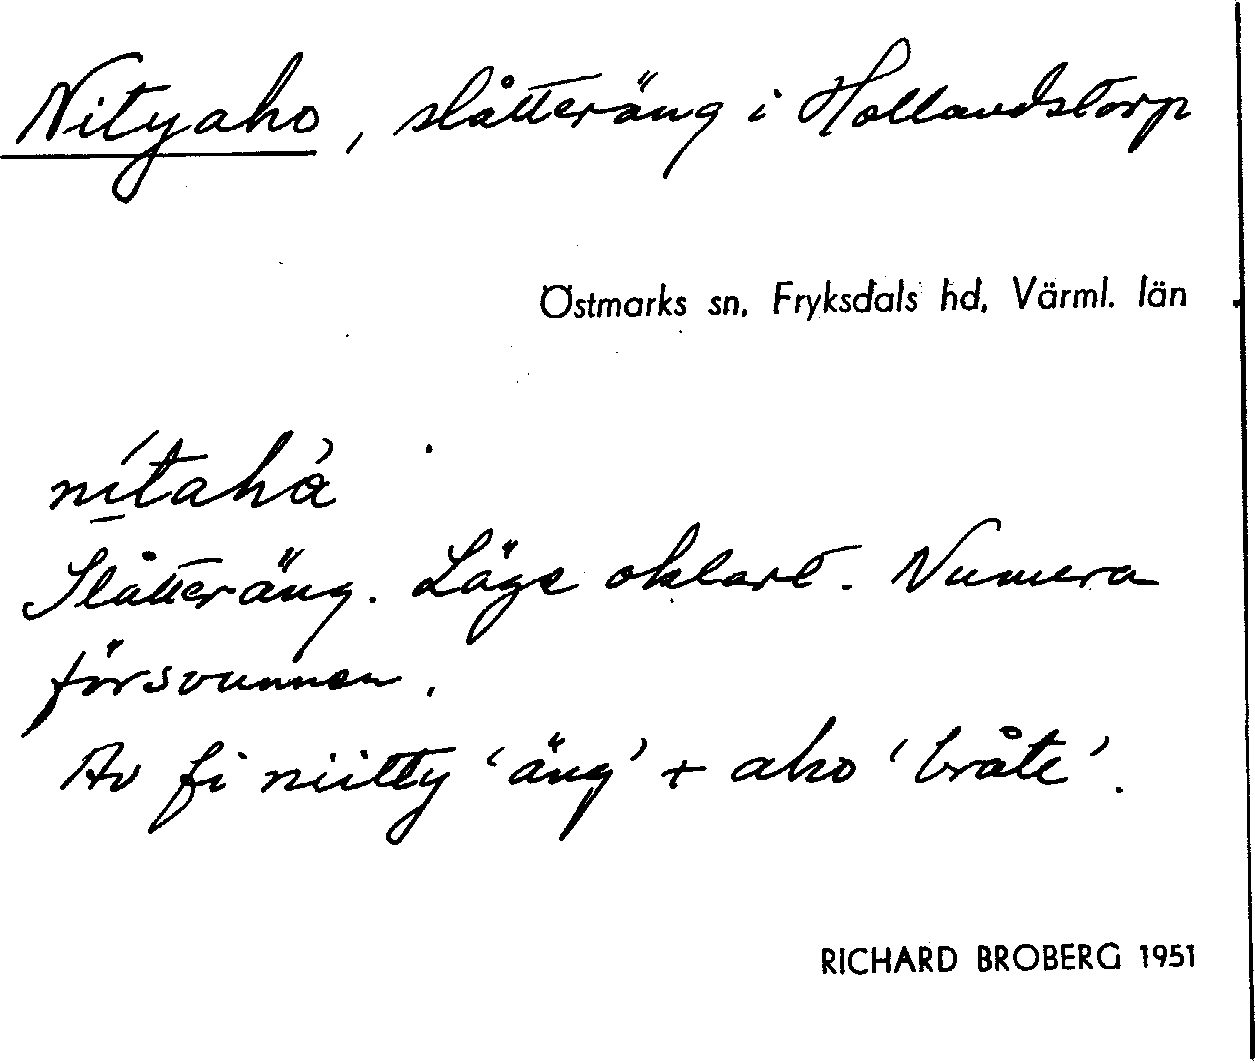 Nityaho, slåtteräng i Hollandstorp
Östmarks sn, Fryksdals hd, Värml. län
nítahà
Slåtteräng. Läge oklart. Numera
försvunnen.
Av fi niitty 'äng' + aho 'bråte'.
RICHARD BROBERG 1951